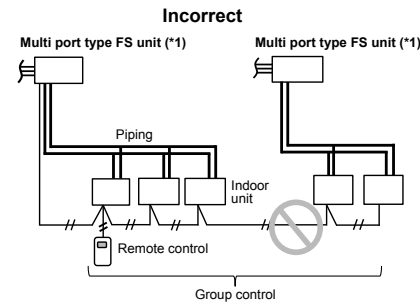 Incorrect
Multi port type FS unit (*1)
Multi port type FS unit (*1)
Piping
Indoor
unit
Remote control
Group control